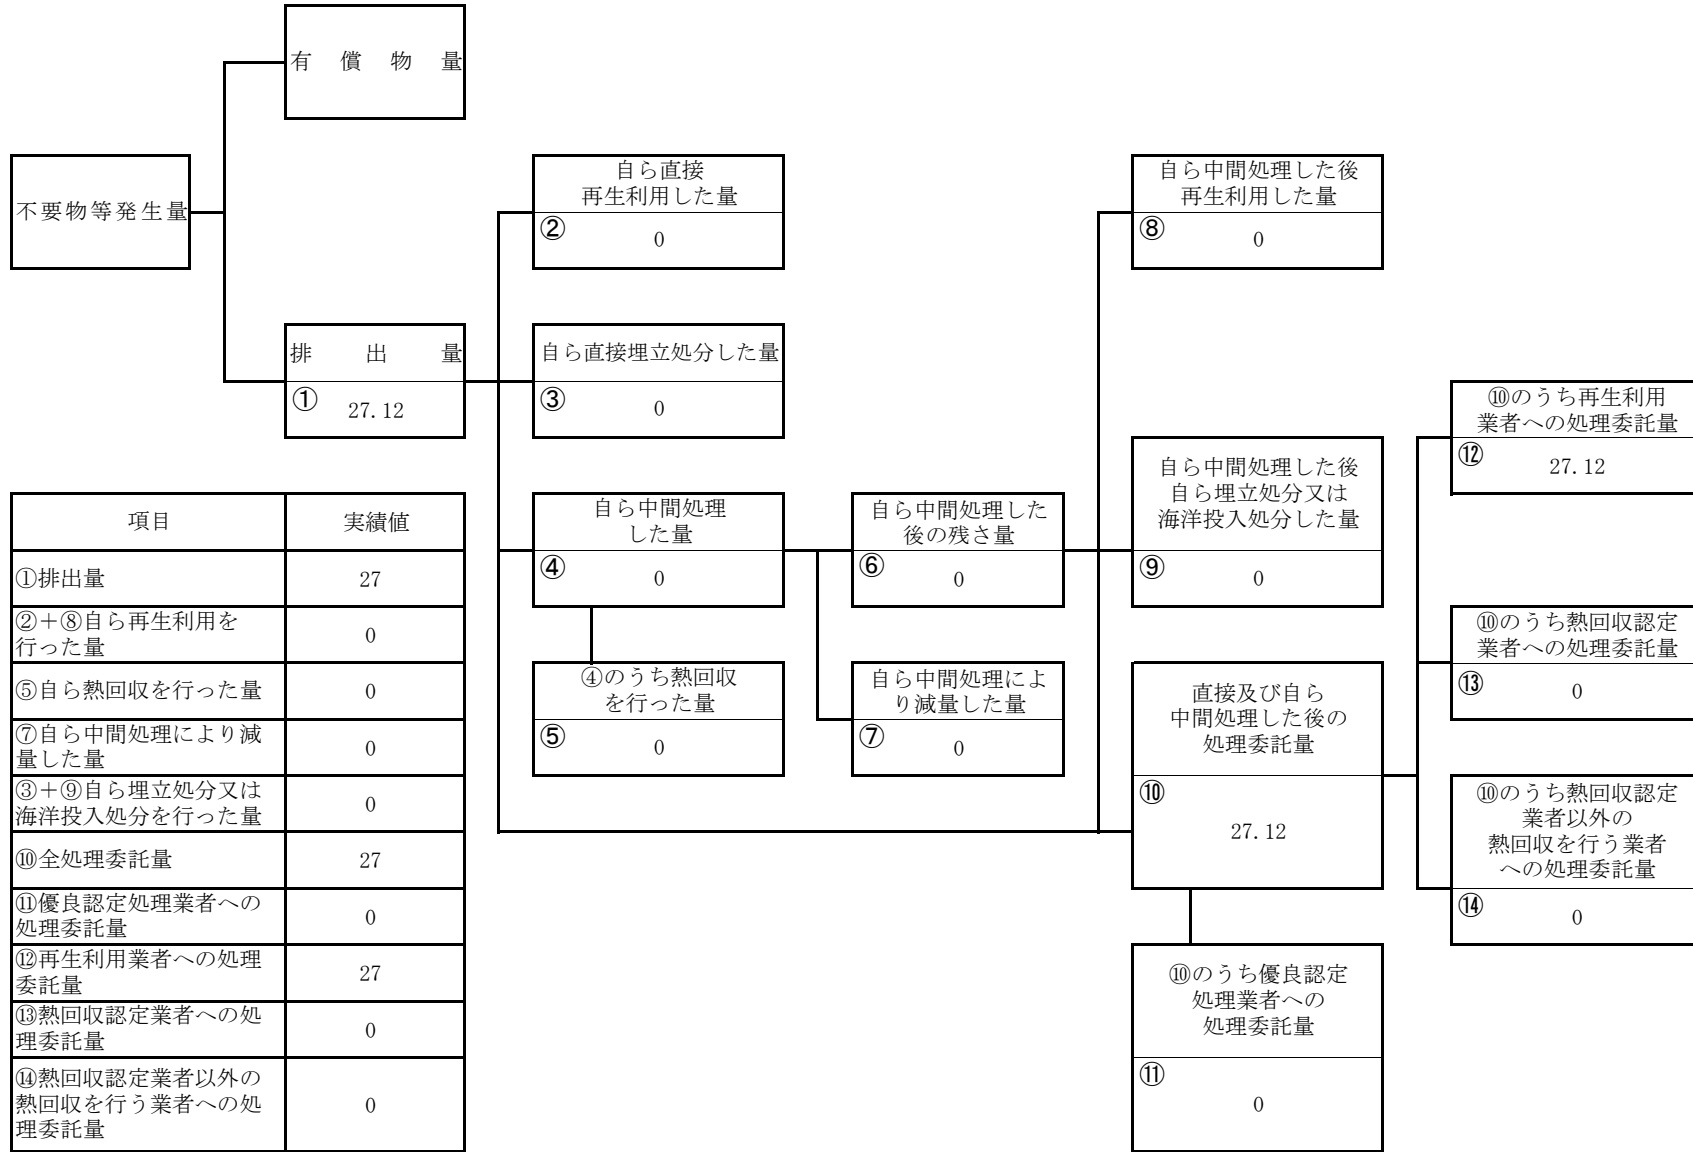 有償物量
不要物等発生量
排出量
① 27.12
自ら直接
再生利用した量
② 0
自ら直接埋立処分した量
③ 0
自ら中間処理
した量
④ 0
④のうち熱回収
を行った量
⑤ 0
自ら中間処理した
後の残さ量
⑥ 0
自ら中間処理によ
り減量した量
⑦ 0
自ら中間処理した後
再生利用した量
⑧ 0
自ら中間処理した後
自ら埋立処分又は
海洋投入処分した量
⑨ 0
直接及び自ら
中間処理した後の
処理委託量
⑩
27.12
⑩のうち優良認定
処理業者への
処理委託量
⑪
0
⑩のうち再生利用
業者への処理委託量
⑫ 27.12
⑩のうち熱回収認定
業者への処理委託量
⑬ 0
⑩のうち熱回収認定
業者以外の
熱回収を行う業者
への処理委託量
⑭ 0
項目 実績値
①排出量 27
②＋⑧自ら再生利用を
行った量 0
⑤自ら熱回収を行った量 0
⑦自ら中間処理により減
量した量 0
③＋⑨自ら埋立処分又は
海洋投入処分を行った量 0
⑩全処理委託量 27
⑪優良認定処理業者への
処理委託量 0
⑫再生利用業者への処理
委託量 27
⑬熱回収認定業者への処
理委託量 0
⑭熱回収認定業者以外の
熱回収を行う業者への処
理委託量 0